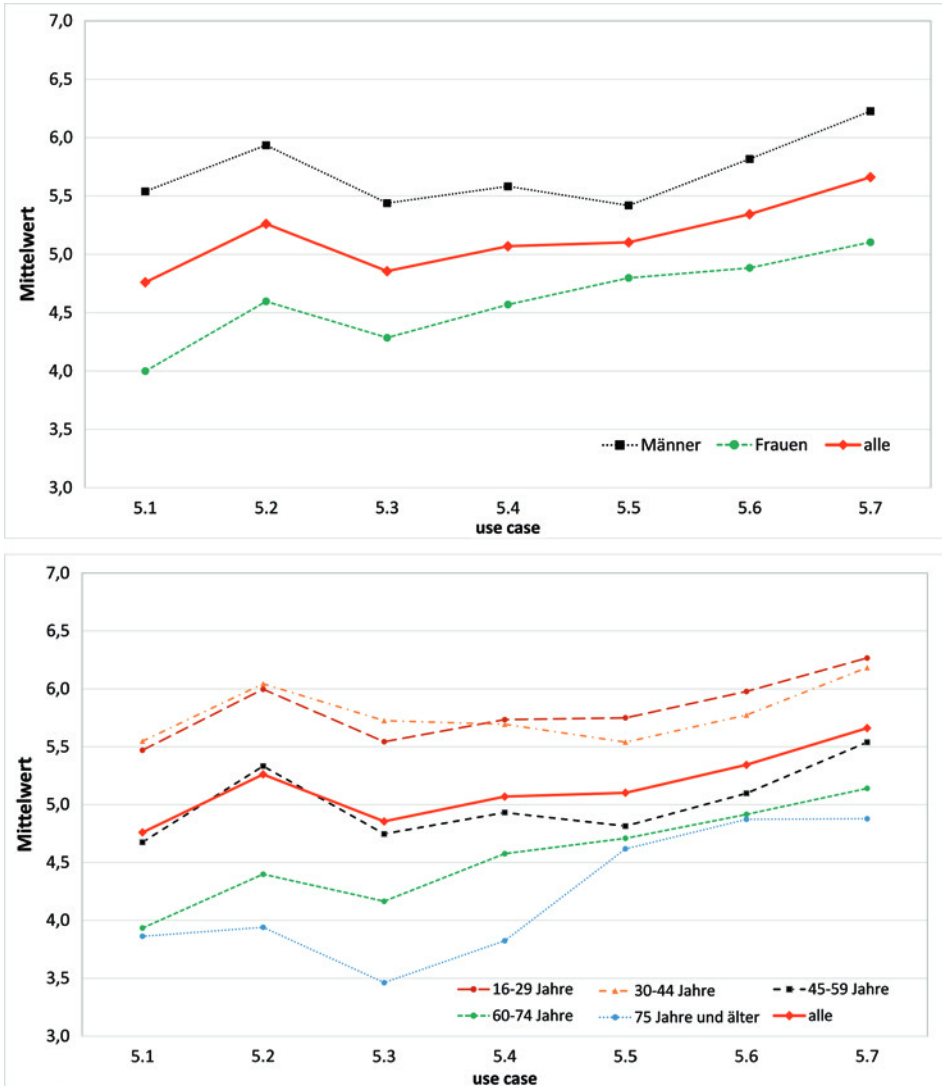 7,0
6,5
6,0
5,5
5,0
4,5
4,0
3,5
3,0
Mittelwert
Männer Frauen alle
5.1 5.2 5.3 5.4 5.5 5.6 5.7
use case
7,0
6,5
6,0
5,5
5,0
4,5
4,0
3,5
3,0
Mittelwert
16-29 Jahre 30-44 Jahre 45-59 Jahre
60-74 Jahre 75 Jahre und älter alle
5.1 5.2 5.3 5.4 5.5 5.6 5.7
use case